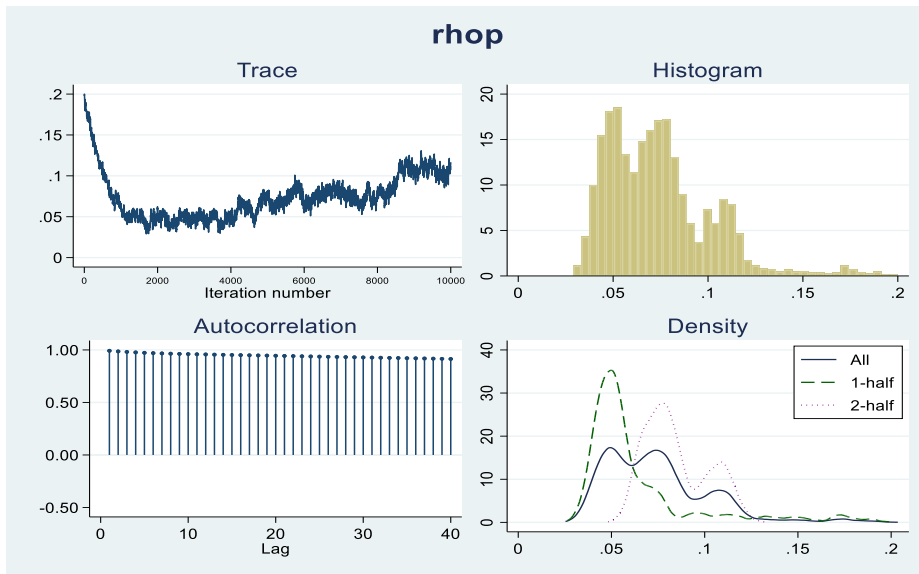 rhop
Trace
.2
.15
.1
.05
0
0 2000 4000 6000 8000 10000
Iteration number
Histogram
20
15
10
5
0
0 .05 .1 .15 .2
Autocorrelation
1.00
0.50
0.00
-0.50
0 10 20 30 40
Lag
Density
40
30
20
10
0
All
1-half
2-half
0 .05 .1 .15 .2